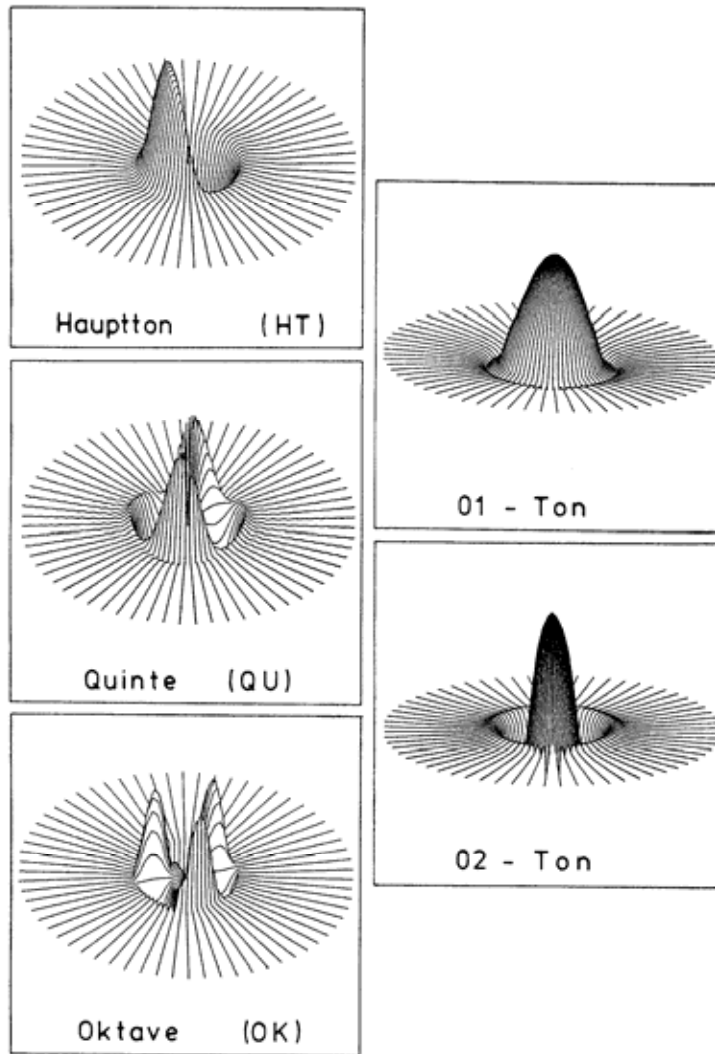 Hauptton (HT)
Quinte (QU)
Oktave (OK)
01 - Ton
02 - Ton